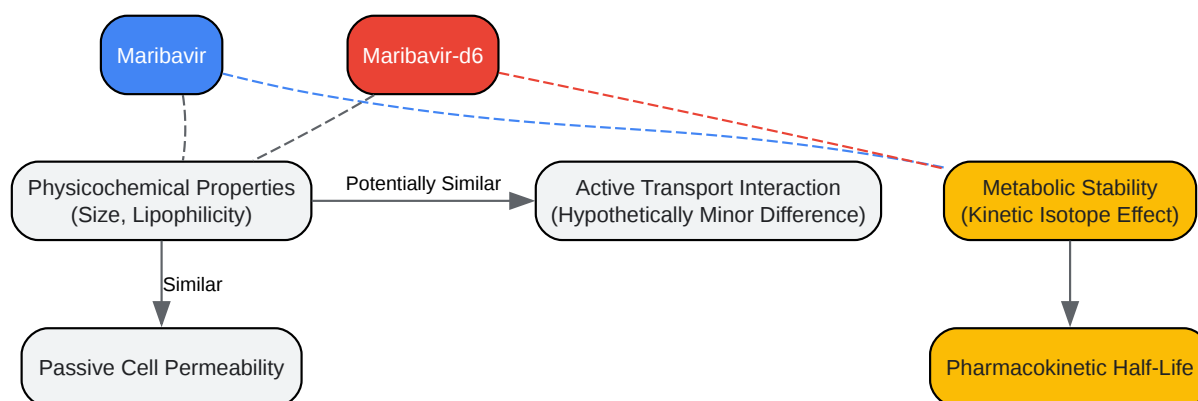 Maribavir
Maribavir-d6
Physicochemical Properties
(Size, Lipophilicity)
Potentially Similar
Active Transport Interaction
(Hypothetically Minor Difference)
Metabolic Stability
(Kinetic Isotope Effect)
Similar
Passive Cell Permeability
Pharmacokinetic Half-Life